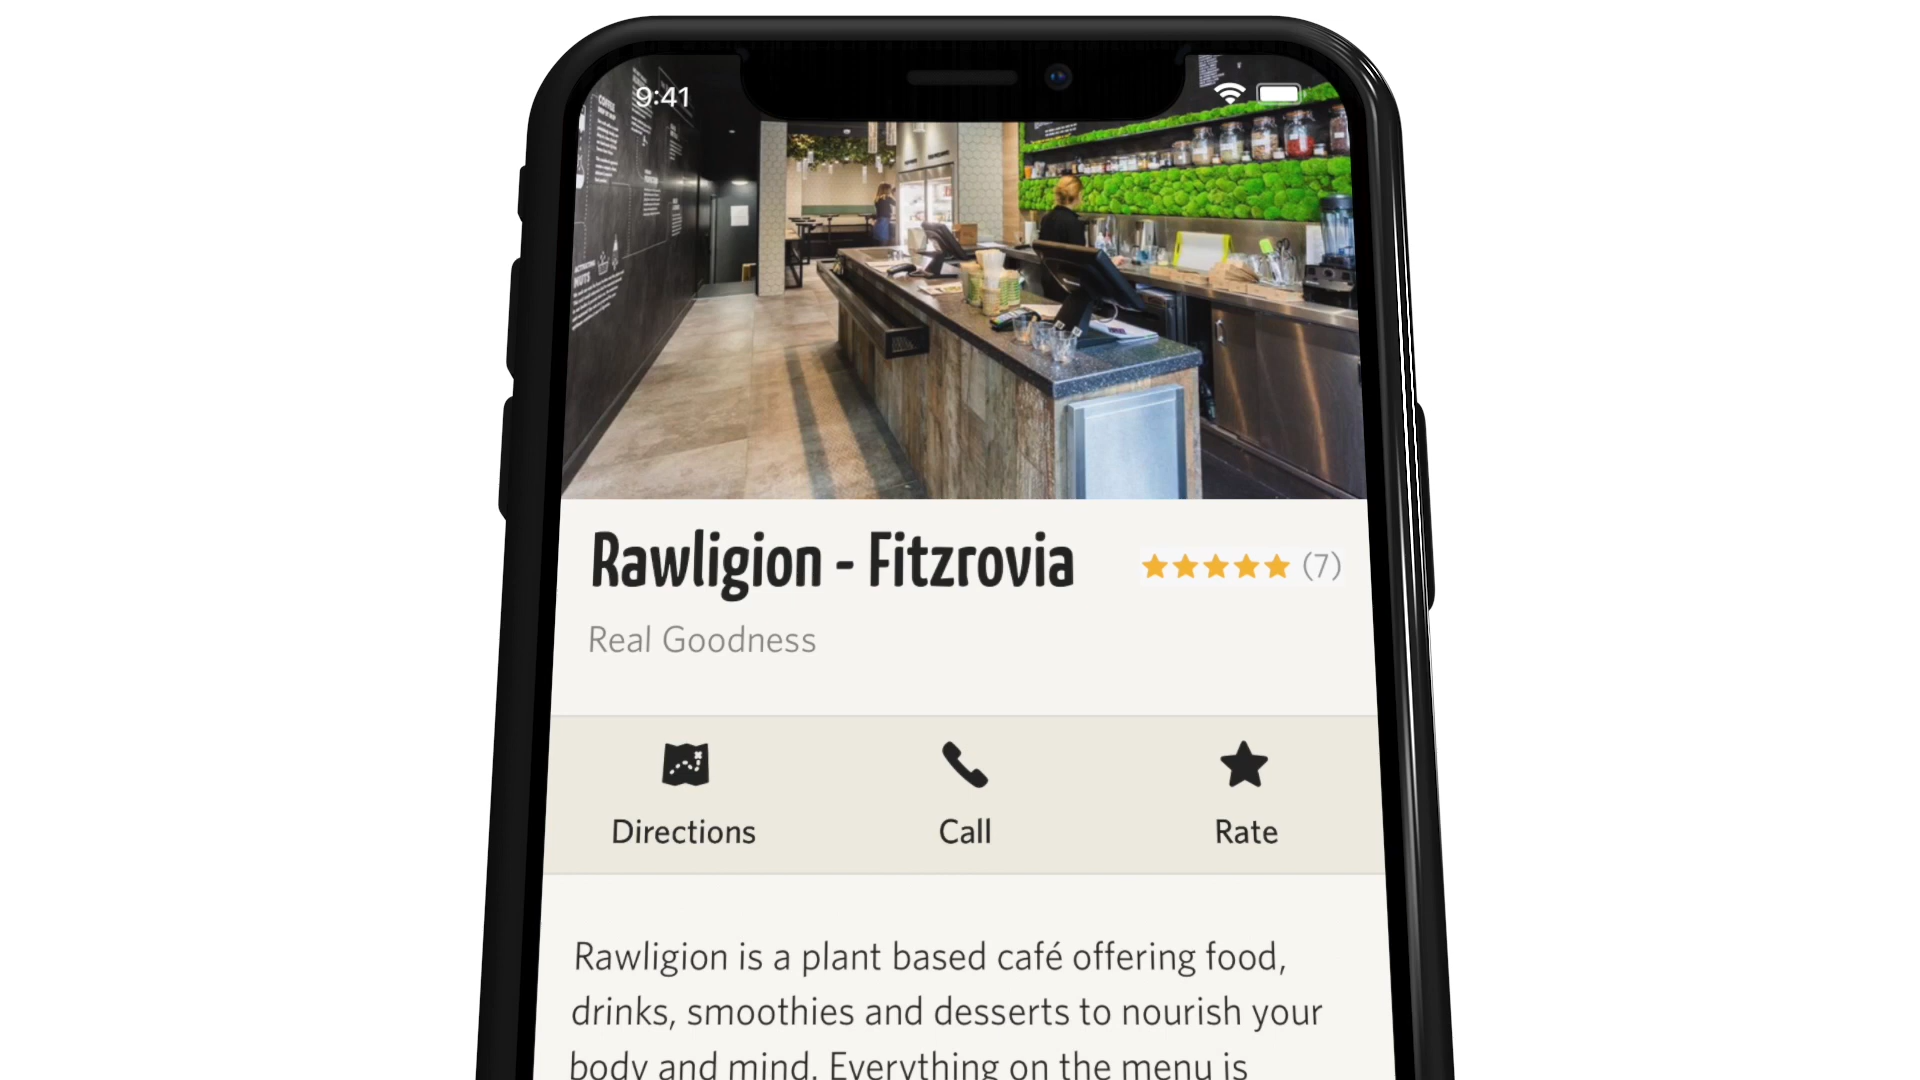 9:41
Rawligion - Fitzrovia
(7)
Real Goodness
Directions
Call
Rate
Rawligion is a plant based café offering food,
drinks, smoothies and desserts to nourish your
body and mind. Everything on the menu is